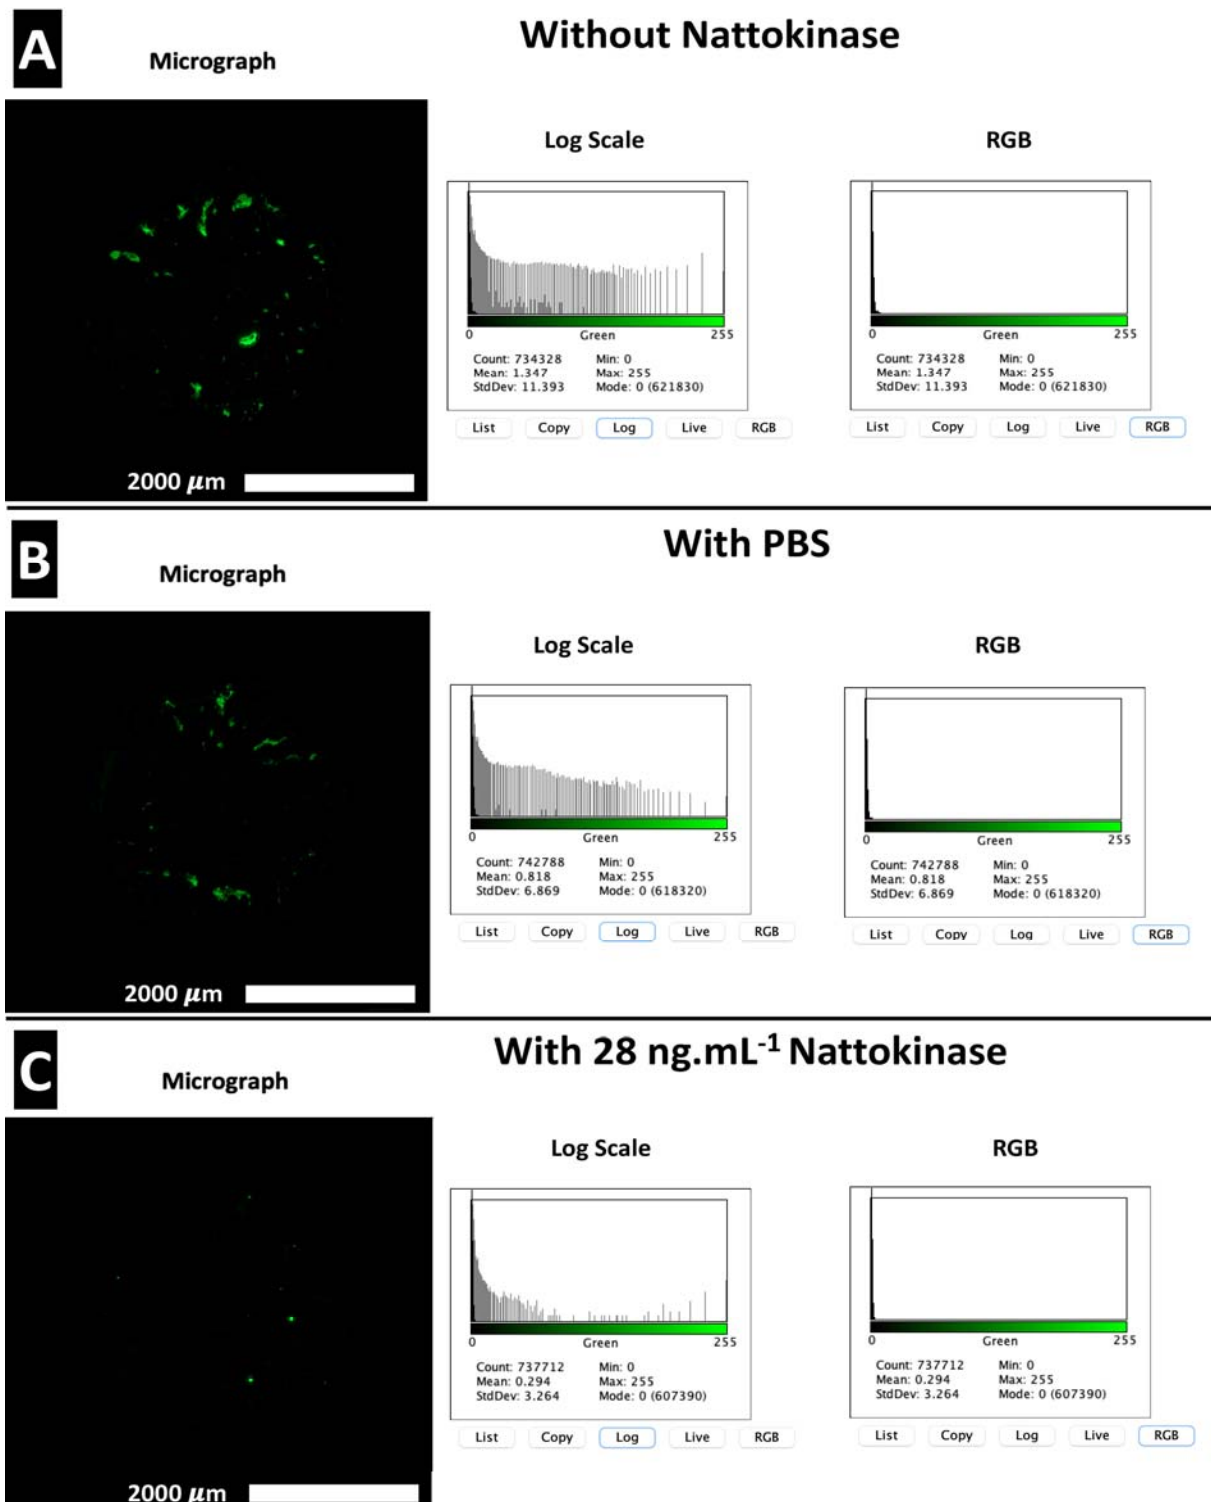 A
Without Nattokinase
Micrograph
Log Scale
RGB
0
Green
255
Count: 734328 Min: 0
Mean: 1.347 Max: 255
StdDev: 11.393 Mode: 0 (621830)
List Copy Log Live RGB
0
Green
255
Count: 734328 Min: 0
Mean: 1.347 Max: 255
StdDev: 11.393 Mode: 0 (621830)
List Copy Log Live RGB
2000 μm
B
With PBS
Micrograph
Log Scale
RGB
0
Green
255
Count: 742788 Min: 0
Mean: 0.818 Max: 255
StdDev: 6.869 Mode: 0 (618320)
List Copy Log Live RGB
0
Green
255
Count: 742788 Min: 0
Mean: 0.818 Max: 255
StdDev: 6.869 Mode: 0 (618320)
List Copy Log Live RGB
2000 μm
C
With 28 ng.mL⁻¹ Nattokinase
Micrograph
Log Scale
RGB
0
Green
255
Count: 737712 Min: 0
Mean: 0.294 Max: 255
StdDev: 3.264 Mode: 0 (607390)
List Copy Log Live RGB
0
Green
255
Count: 737712 Min: 0
Mean: 0.294 Max: 255
StdDev: 3.264 Mode: 0 (607390)
List Copy Log Live RGB
2000 μm